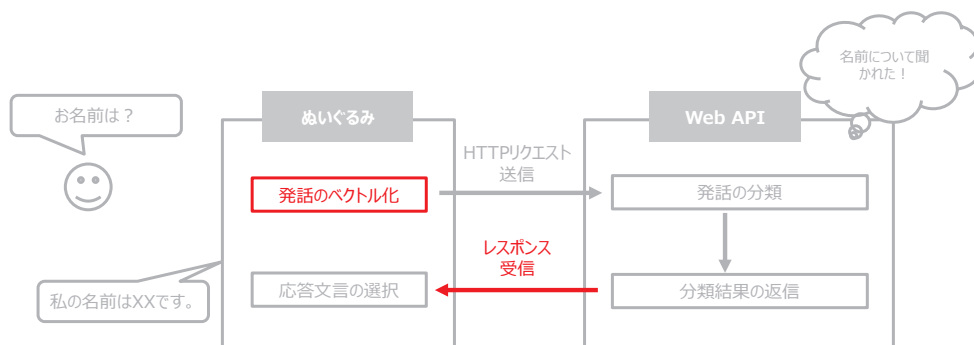 名前について聞
かれた！
お名前は？
ぬいぐるみ
Web API
HTTPリクエスト
送信
発話のベクトル化
発話の分類
レスポンス
受信
私の名前はXXです。
応答文言の選択
分類結果の返信